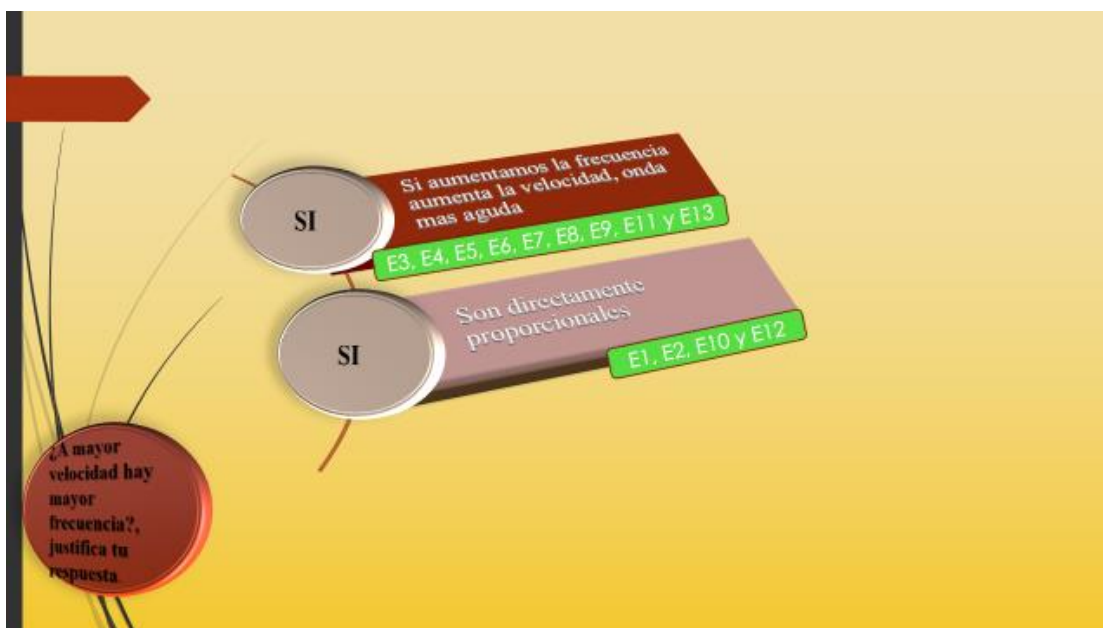 SI
Si aumentamos la frecuencia
aumenta la velocidad, onda
mas aguda
E3, E4, E5, E6, E7, E8, E9, E11 y E13
SI
Son directamente
proporcionales
E1, E2, E10 y E12
¿A mayor
velocidad hay
mayor
frecuencia?,
justifica tu
respuesta